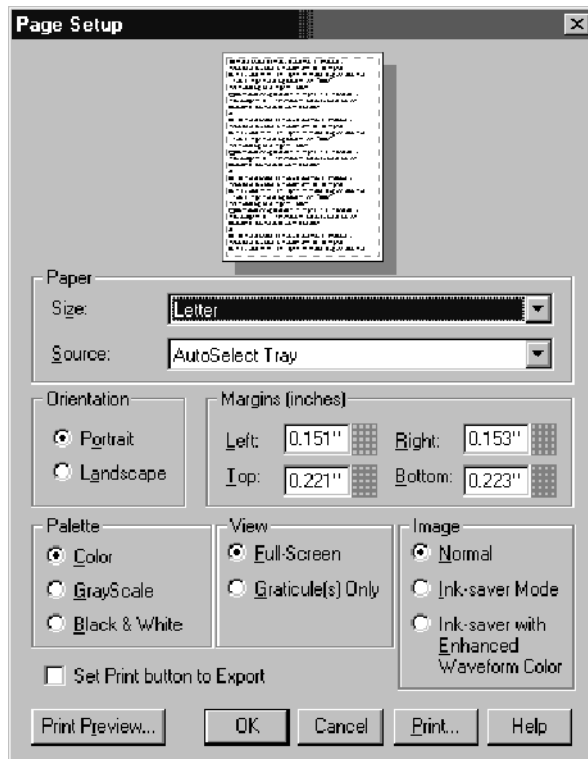 Page Setup
Paper
Size:
Letter
Source:
AutoSelect Tray
Orientation
Portrait
Landscape
Margins (inches)
Left: 0.151" Right: 0.153"
Top: 0.221" Bottom: 0.223"
Palette
Color
GrayScale
Black & White
View
Full-Screen
Graticule(s) Only
Image
Normal
Ink-saver Mode
Ink-saver with
Enhanced
Waveform Color
Set Print button to Export
Print Preview... OK Cancel Print... Help